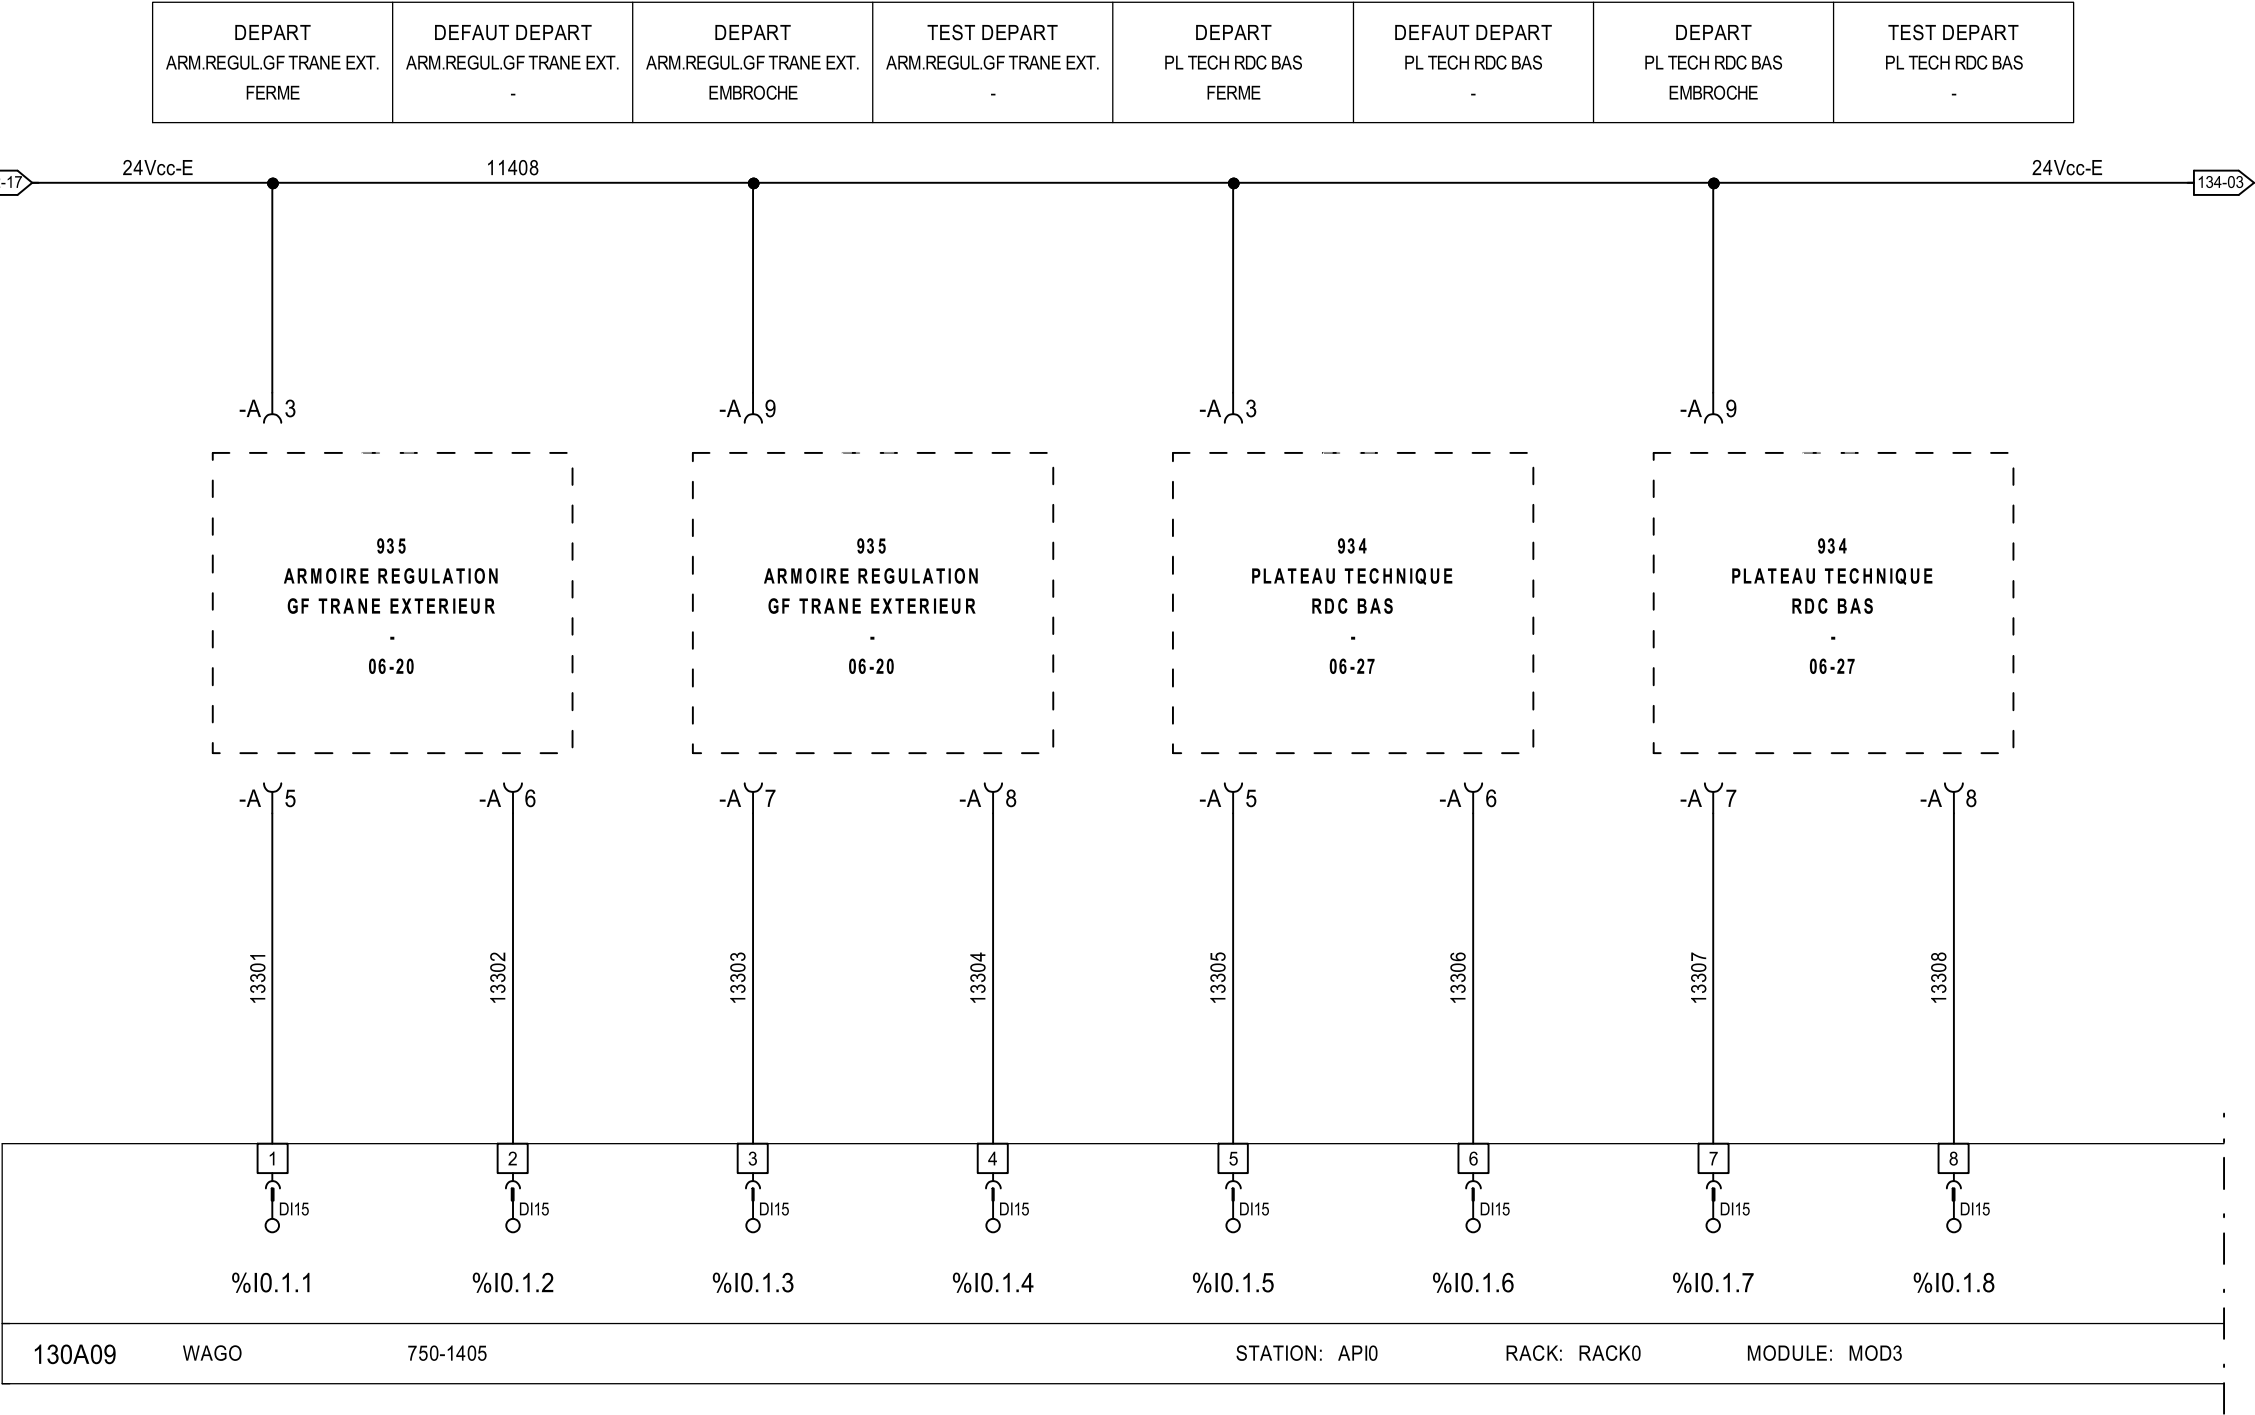 DEPART
ARM.REGUL.GF TRANE EXT.
FERME
DEFAUT DEPART
ARM.REGUL.GF TRANE EXT.
-
DEPART
ARM.REGUL.GF TRANE EXT.
EMBROCHE
TEST DEPART
ARM.REGUL.GF TRANE EXT.
-
DEPART
PL TECH RDC BAS
FERME
DEFAUT DEPART
PL TECH RDC BAS
-
DEPART
PL TECH RDC BAS
EMBROCHE
TEST DEPART
PL TECH RDC BAS
-
-17 24Vcc-E 11408 24Vcc-E 134-03
-A 3 -A 9 -A 3 -A 9
935
ARMOIRE REGULATION
GF TRANE EXTERIEUR
-
06-20
935
ARMOIRE REGULATION
GF TRANE EXTERIEUR
-
06-20
934
PLATEAU TECHNIQUE
RDC BAS
-
06-27
934
PLATEAU TECHNIQUE
RDC BAS
-
06-27
-A 5 -A 6 -A 7 -A 8 -A 5 -A 6 -A 7 -A 8
13301 13302 13303 13304 13305 13306 13307 13308
1 2 3 4 5 6 7 8
DI15 DI15 DI15 DI15 DI15 DI15 DI15 DI15
%I0.1.1 %I0.1.2 %I0.1.3 %I0.1.4 %I0.1.5 %I0.1.6 %I0.1.7 %I0.1.8
130A09 WAGO 750-1405 STATION: API0 RACK: RACK0 MODULE: MOD3